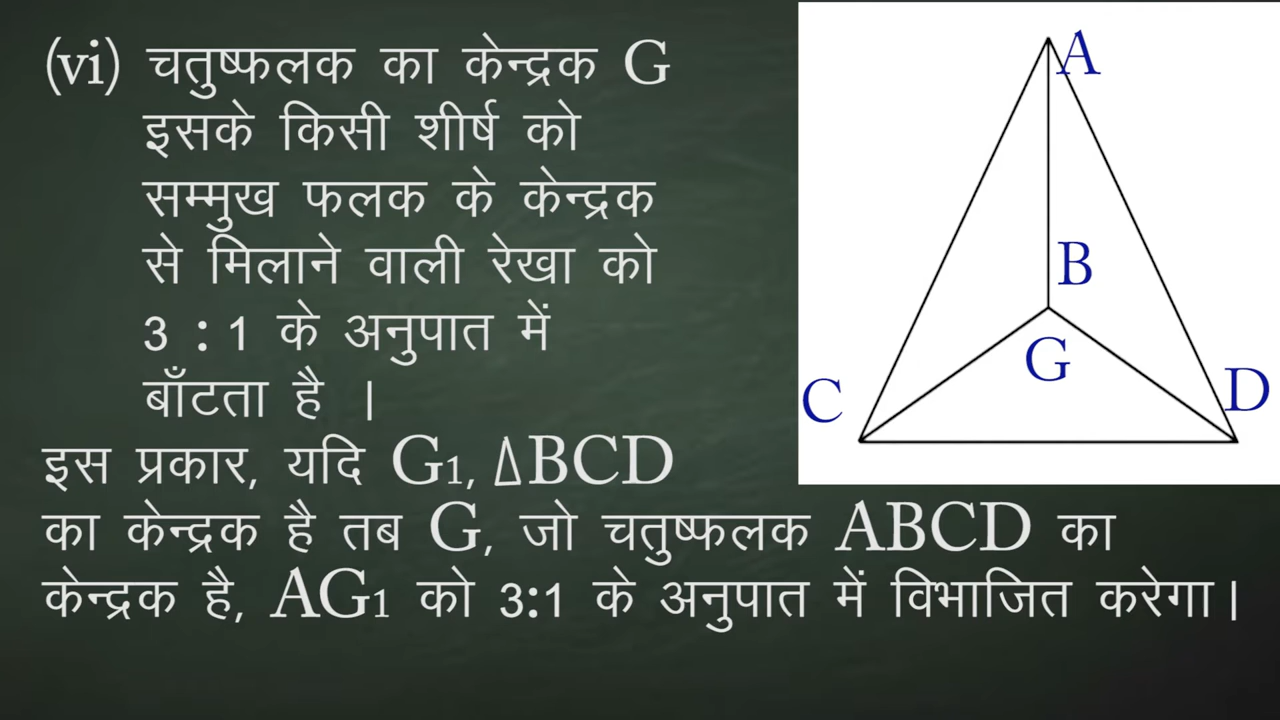 (vi) चतुष्फलक का केन्द्रक G
इसके किसी शीर्ष को
सम्मुख फलक के केन्द्रक
से मिलाने वाली रेखा को
3 : 1 के अनुपात में
बाँटता है ।
इस प्रकार, यदि G1, ΔBCD
का केन्द्रक है तब G, जो चतुष्फलक ABCD का
केन्द्रक है, AG1 को 3:1 के अनुपात में विभाजित करेगा।
A
B
G
C
D